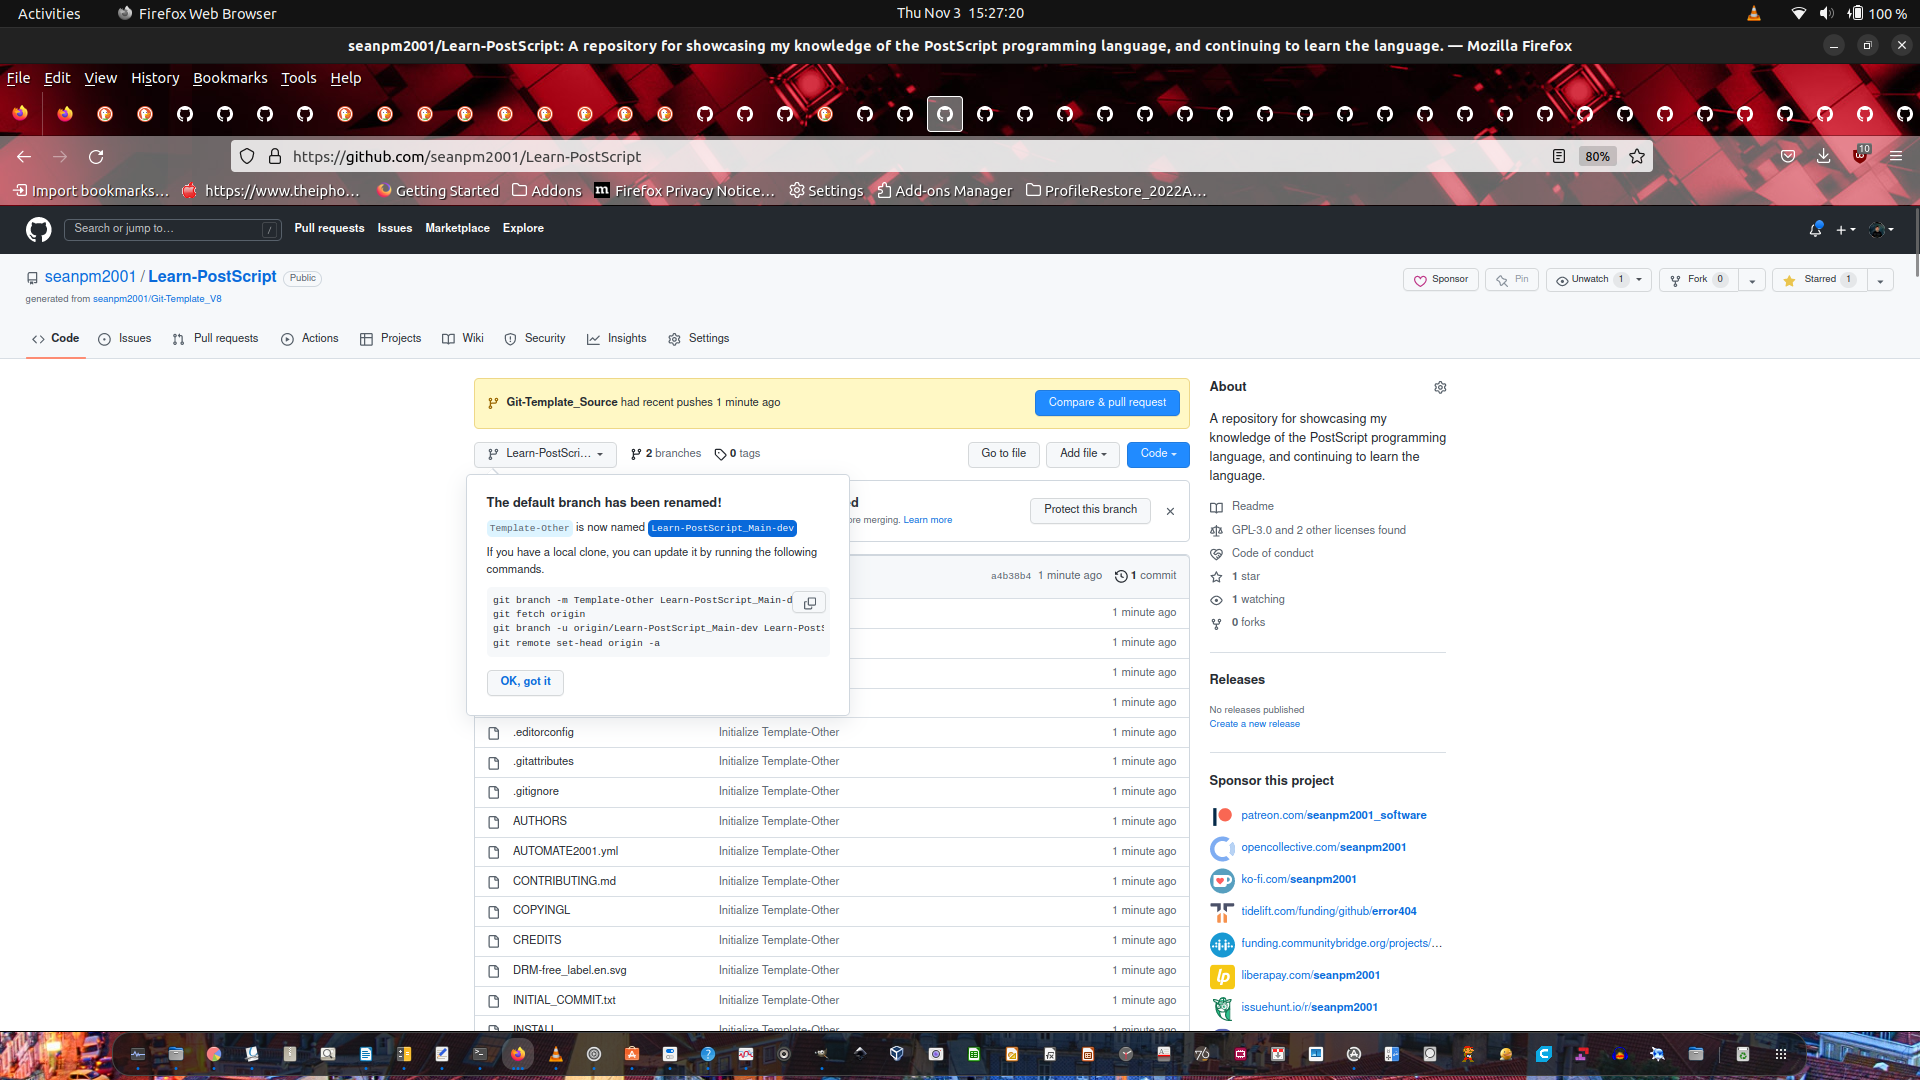 Activities
Firefox Web Browser
Thu Nov 3  15:27:20
100 %
seanpm2001/Learn-PostScript: A repository for showcasing my knowledge of the PostScript programming language, and continuing to learn the language. — Mozilla Firefox
File Edit View History Bookmarks Tools Help
https://github.com/seanpm2001/Learn-PostScript
80%
10
Import bookmarks…
https://www.theipho…
Getting Started
Addons
Firefox Privacy Notice…
Settings
Add-ons Manager
ProfileRestore_2022A…
Search or jump to…
/
Pull requests
Issues
Marketplace
Explore
seanpm2001 / Learn-PostScript
Public
generated from seanpm2001/Git-Template_V8
Sponsor
Pin
Unwatch 1
Fork 0
Starred 1
Code
Issues
Pull requests
Actions
Projects
Wiki
Security
Insights
Settings
Git-Template_Source had recent pushes 1 minute ago
Compare & pull request
Learn-PostScri…
2 branches
0 tags
Go to file
Add file
Code
The default branch has been renamed!
Template-Other is now named Learn-PostScript_Main-dev
If you have a local clone, you can update it by running the following
commands.
git branch -m Template-Other Learn-PostScript_Main-d
git fetch origin
git branch -u origin/Learn-PostScript_Main-dev Learn-PostS
git remote set-head origin -a
OK, got it
ed
ore merging. Learn more
Protect this branch
a4b38b4 1 minute ago
1 commit
1 minute ago
1 minute ago
1 minute ago
1 minute ago
.editorconfig Initialize Template-Other 1 minute ago
.gitattributes Initialize Template-Other 1 minute ago
.gitignore Initialize Template-Other 1 minute ago
AUTHORS Initialize Template-Other 1 minute ago
AUTOMATE2001.yml Initialize Template-Other 1 minute ago
CONTRIBUTING.md Initialize Template-Other 1 minute ago
COPYINGL Initialize Template-Other 1 minute ago
CREDITS Initialize Template-Other 1 minute ago
DRM-free_label.en.svg Initialize Template-Other 1 minute ago
INITIAL_COMMIT.txt Initialize Template-Other 1 minute ago
INSTALL Initialize Template-Other 1 minute ago
About
A repository for showcasing my
knowledge of the PostScript programming
language, and continuing to learn the
language.
Readme
GPL-3.0 and 2 other licenses found
Code of conduct
1 star
1 watching
0 forks
Releases
No releases published
Create a new release
Sponsor this project
patreon.com/seanpm2001_software
opencollective.com/seanpm2001
ko-fi.com/seanpm2001
tidelift.com/funding/github/error404
funding.communitybridge.org/projects/…
liberapay.com/seanpm2001
issuehunt.io/r/seanpm2001